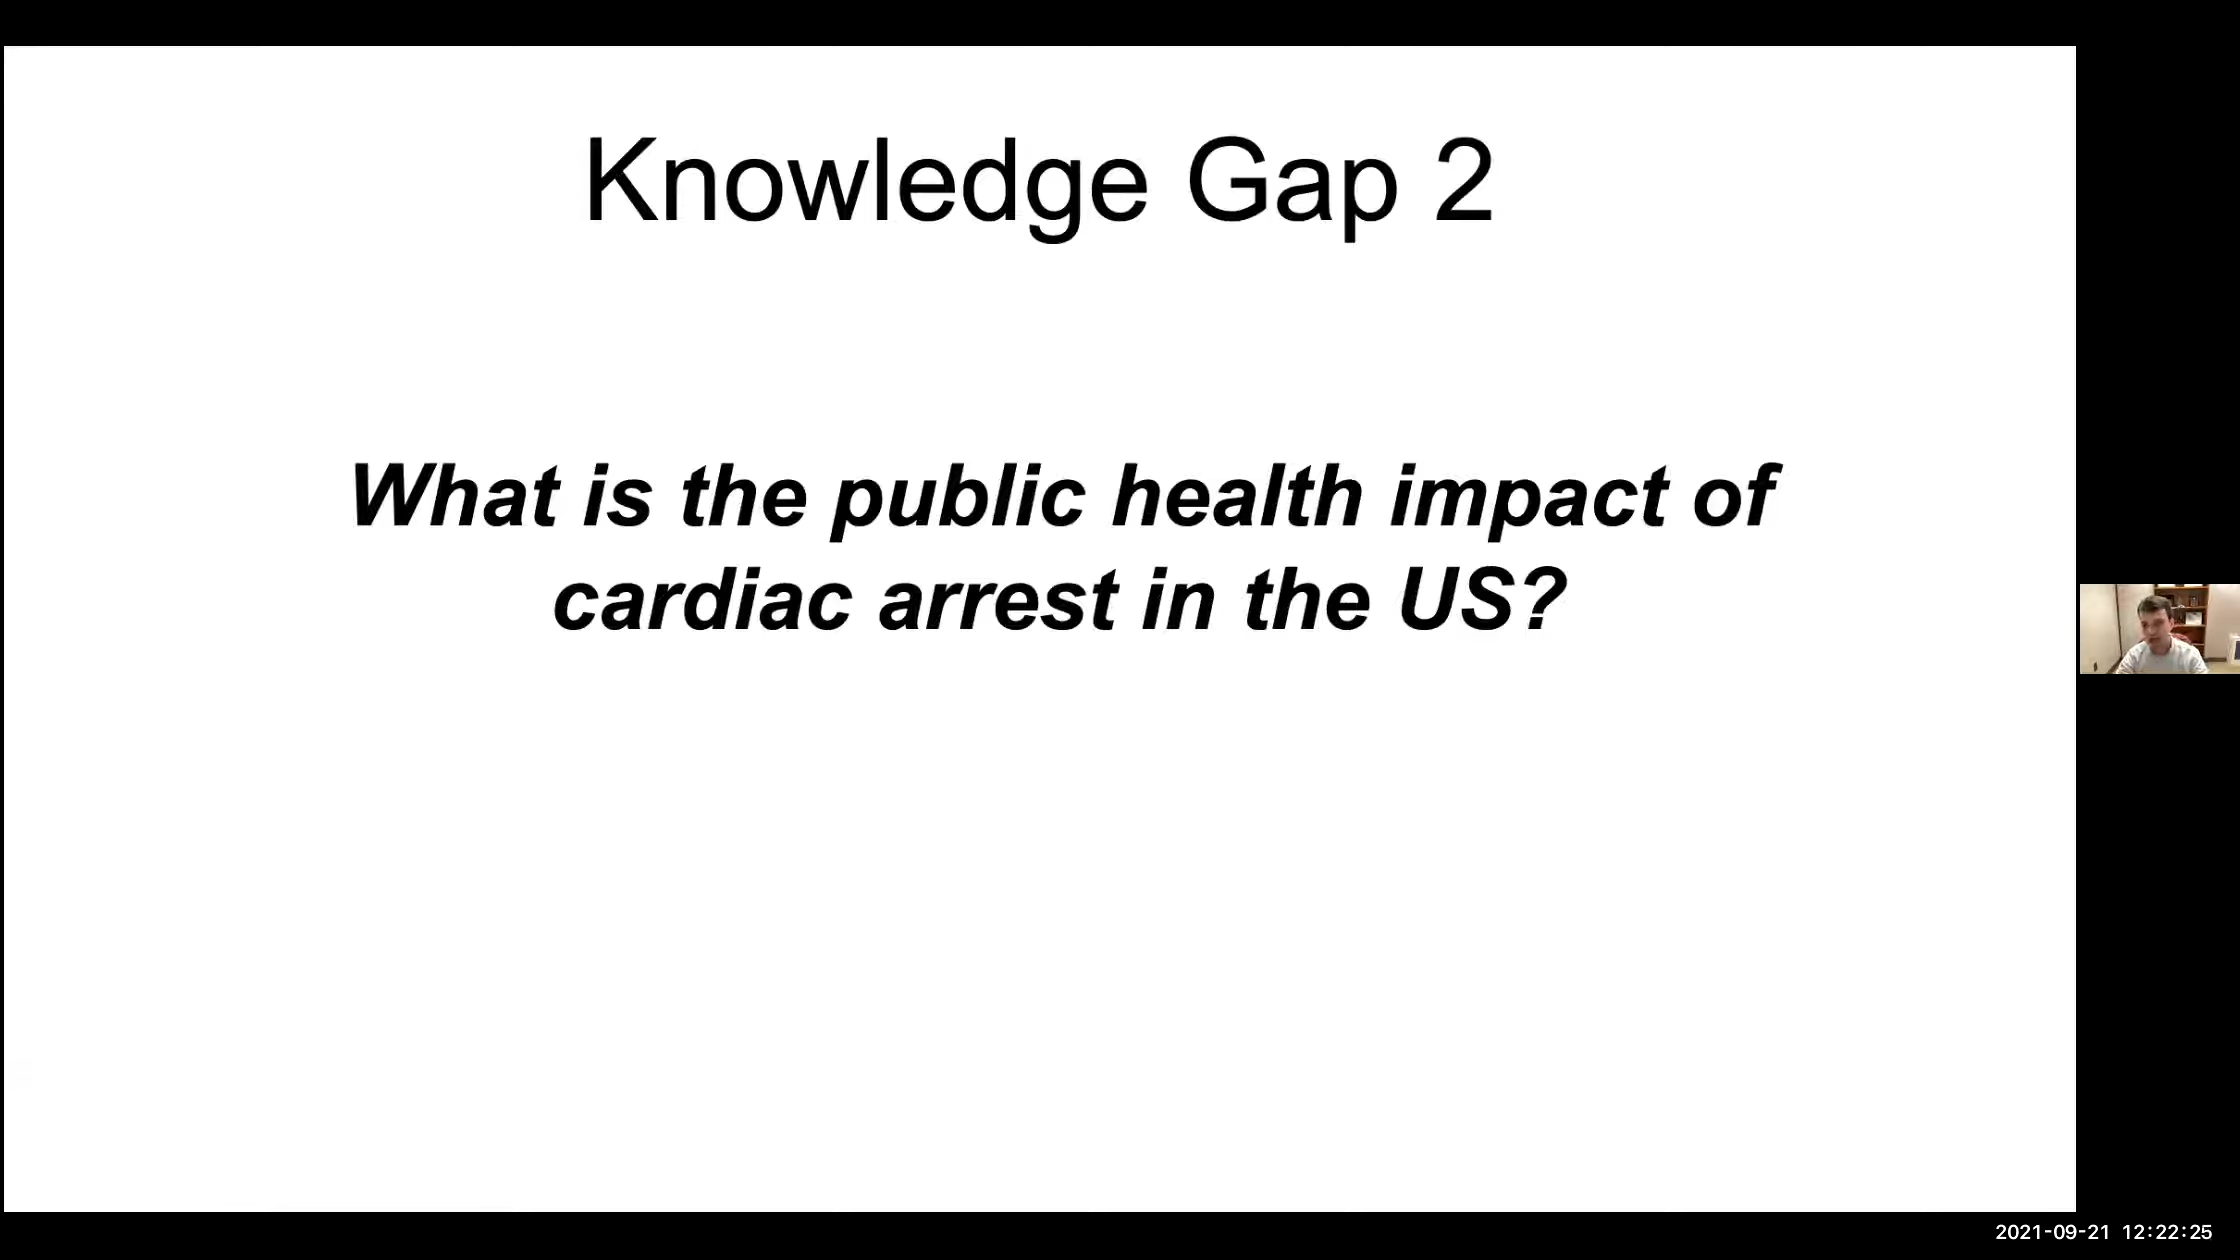 Knowledge Gap 2
What is the public health impact of
cardiac arrest in the US?
2021-09-21 12:22:25